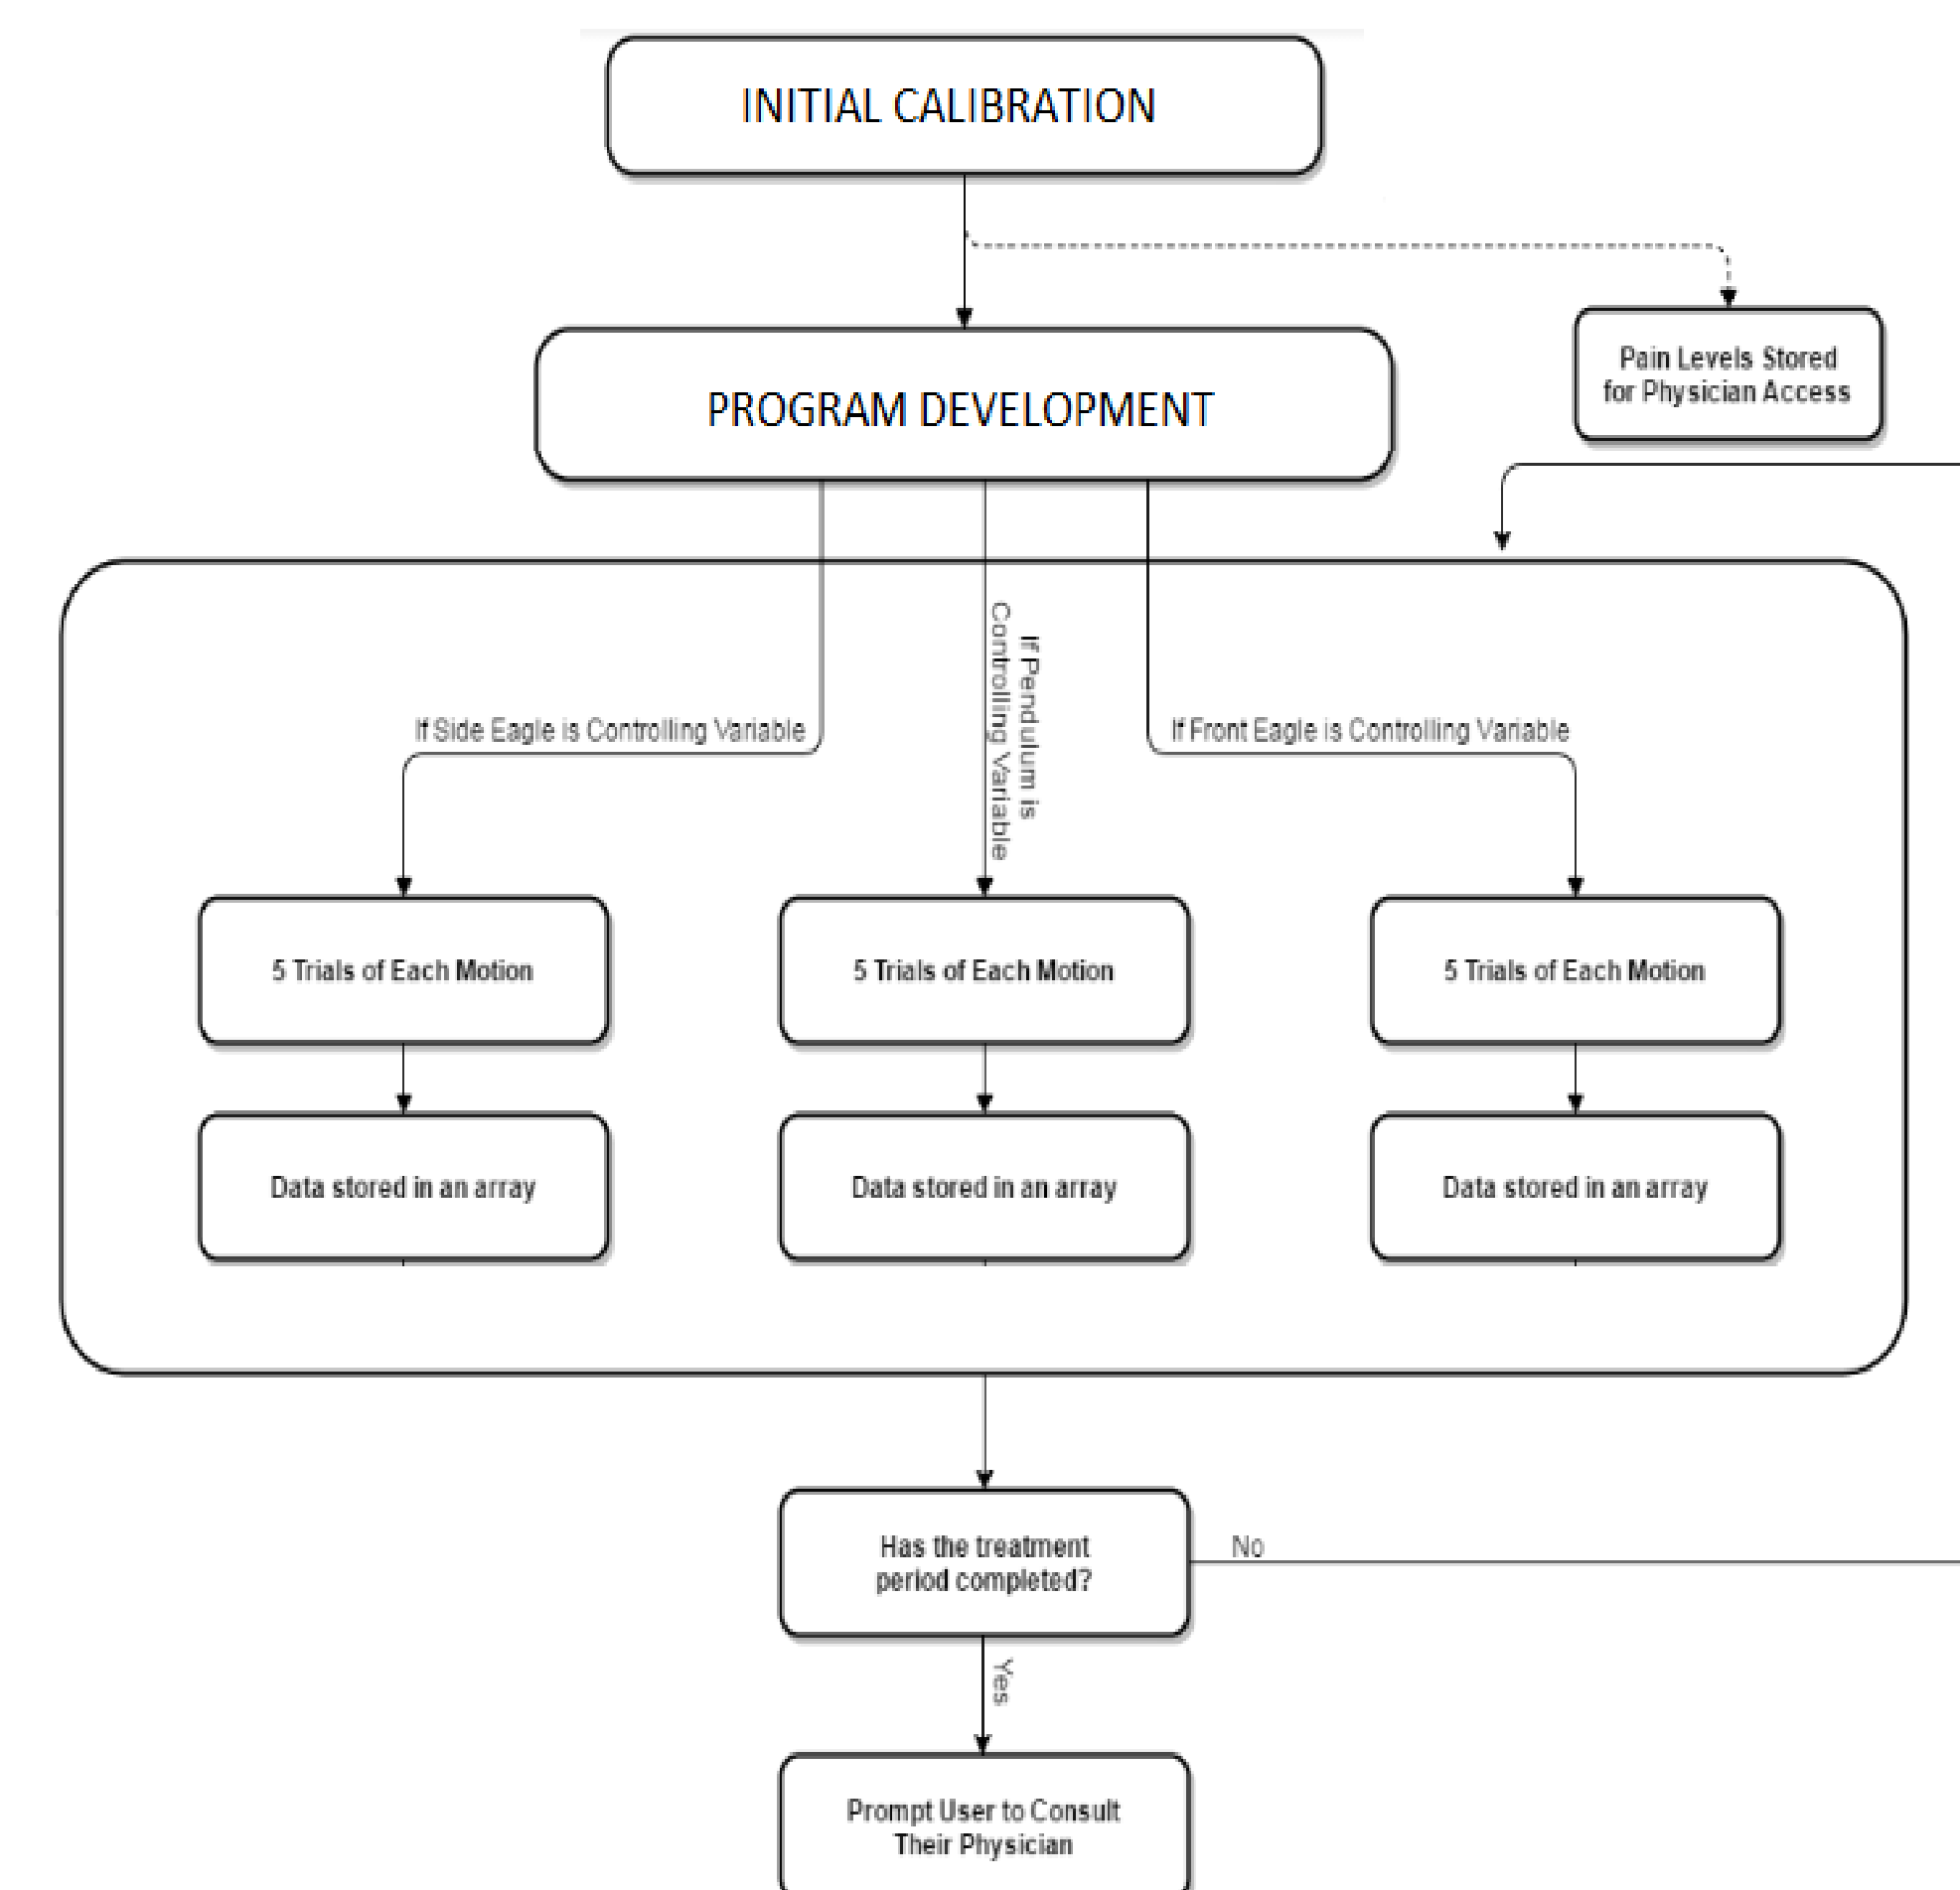 INITIAL CALIBRATION
Pain Levels Stored
for Physician Access
PROGRAM DEVELOPMENT
If Side Eagle is Controlling Variable
If Pendulum is
Controlling Variable
If Front Eagle is Controlling Variable
5 Trials of Each Motion
5 Trials of Each Motion
5 Trials of Each Motion
Data stored in an array
Data stored in an array
Data stored in an array
Has the treatment
period completed?
No
Yes
Prompt User to Consult
Their Physician